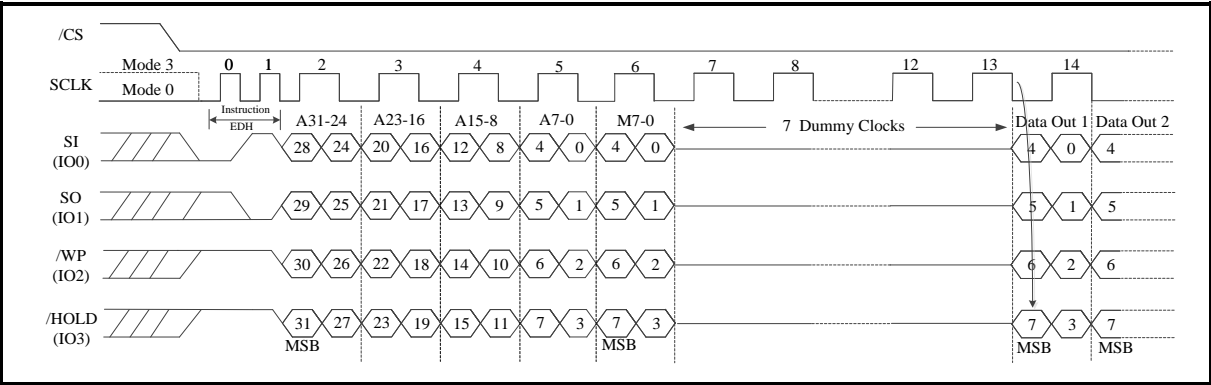 /CS
Mode 3 0 1 2 3 4 5 6 7 8 12 13 14
SCLK Mode 0
Instruction
EDH A31-24 A23-16 A15-8 A7-0 M7-0 7 Dummy Clocks Data Out 1 Data Out 2
SI
(IO0) 28 24 20 16 12 8 4 0 4 0 4 0 4
SO
(IO1) 29 25 21 17 13 9 5 1 5 1 5 1 5
/WP
(IO2) 30 26 22 18 14 10 6 2 6 2 6 2 6
/HOLD
(IO3) 31 27 23 19 15 11 7 3 7 3 7 3 7
MSB MSB MSB MSB